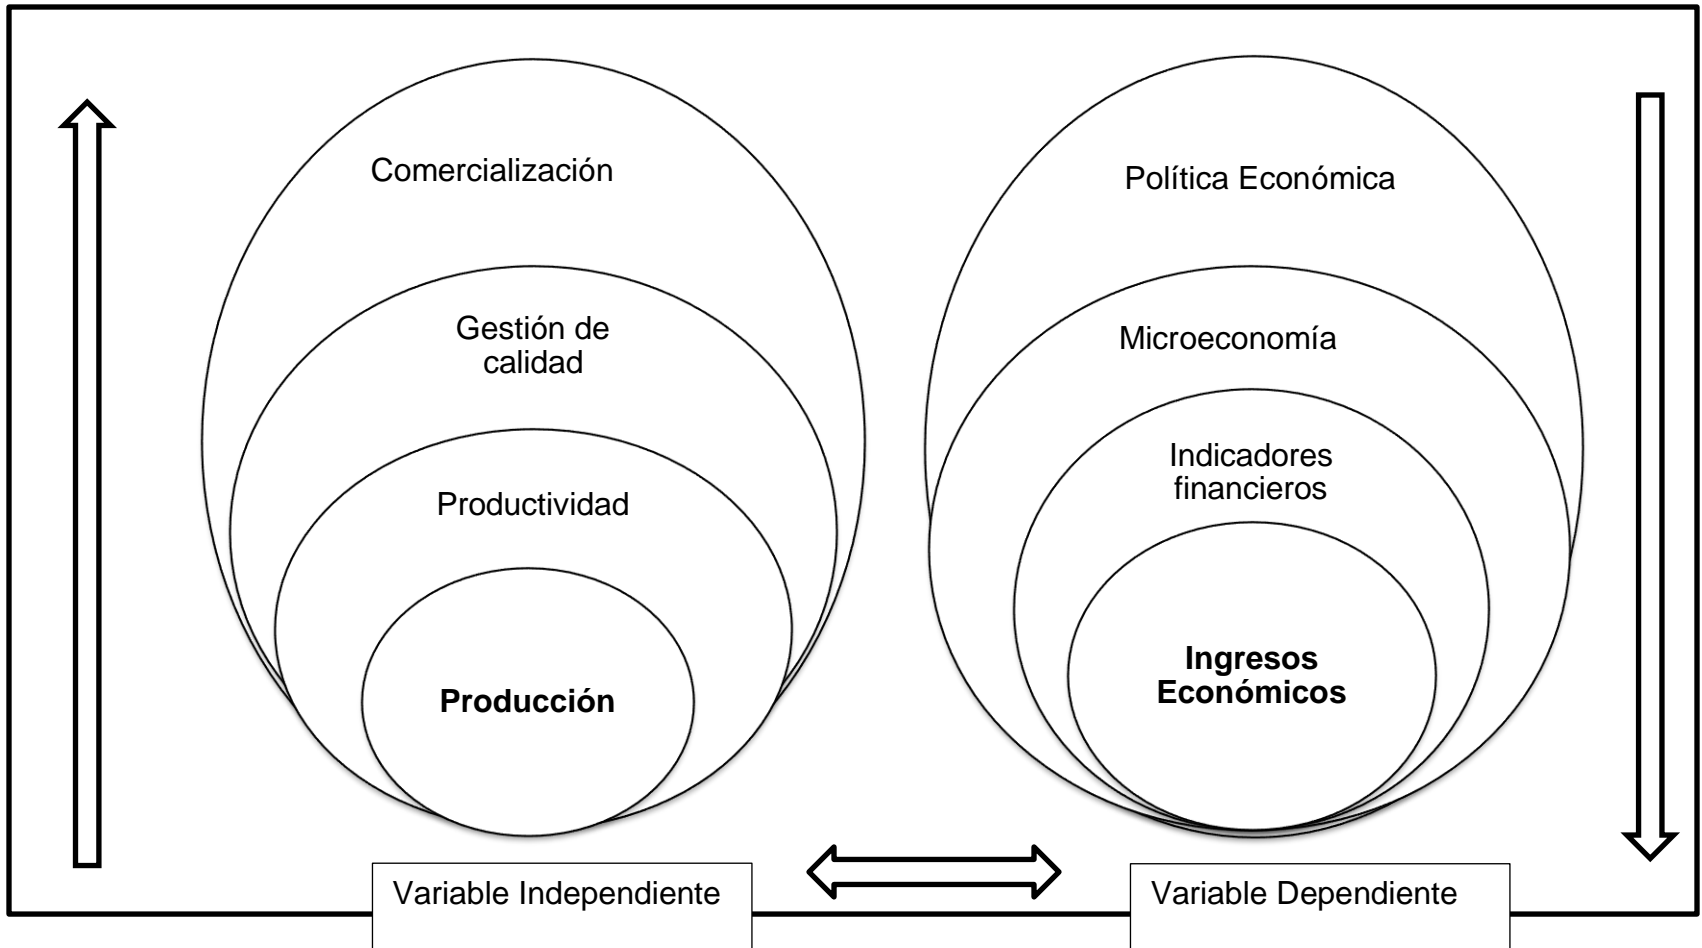 Comercialización
Gestión de
calidad
Productividad
Producción
Política Económica
Microeconomía
Indicadores
financieros
Ingresos
Económicos
Variable Independiente
Variable Dependiente